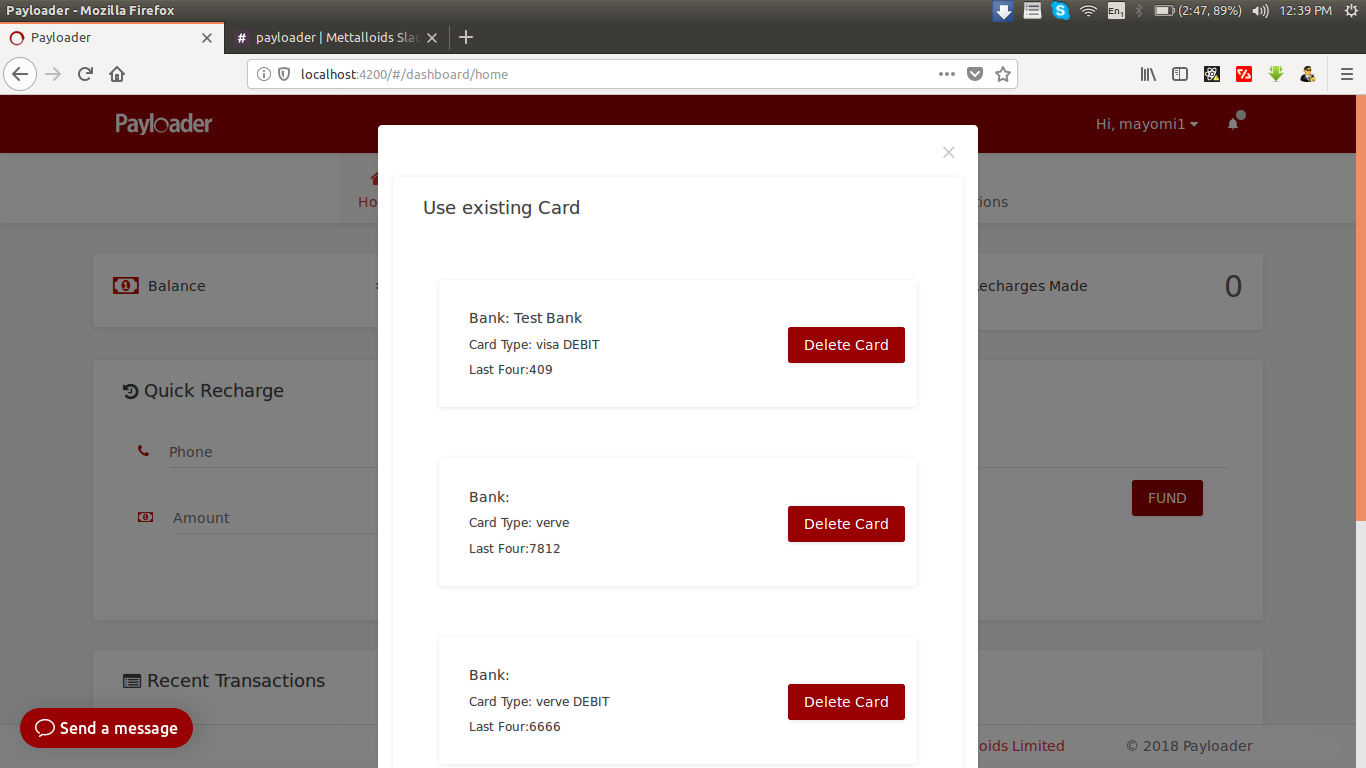 Payloader - Mozilla Firefox
En1
(2:47, 89%)
12:39 PM
Payloader
# payloader | Mettalloids Slac
localhost:4200/#/dashboard/home
Payloader
Hi, mayomi1
Ho
ions
Use existing Card
Balance
echarges Made
0
Bank: Test Bank
Card Type: visa DEBIT
Last Four:409
Delete Card
Quick Recharge
Phone
Amount
FUND
Bank:
Card Type: verve
Last Four:7812
Delete Card
Recent Transactions
Bank:
Card Type: verve DEBIT
Last Four:6666
Delete Card
Send a message
oids Limited
© 2018 Payloader